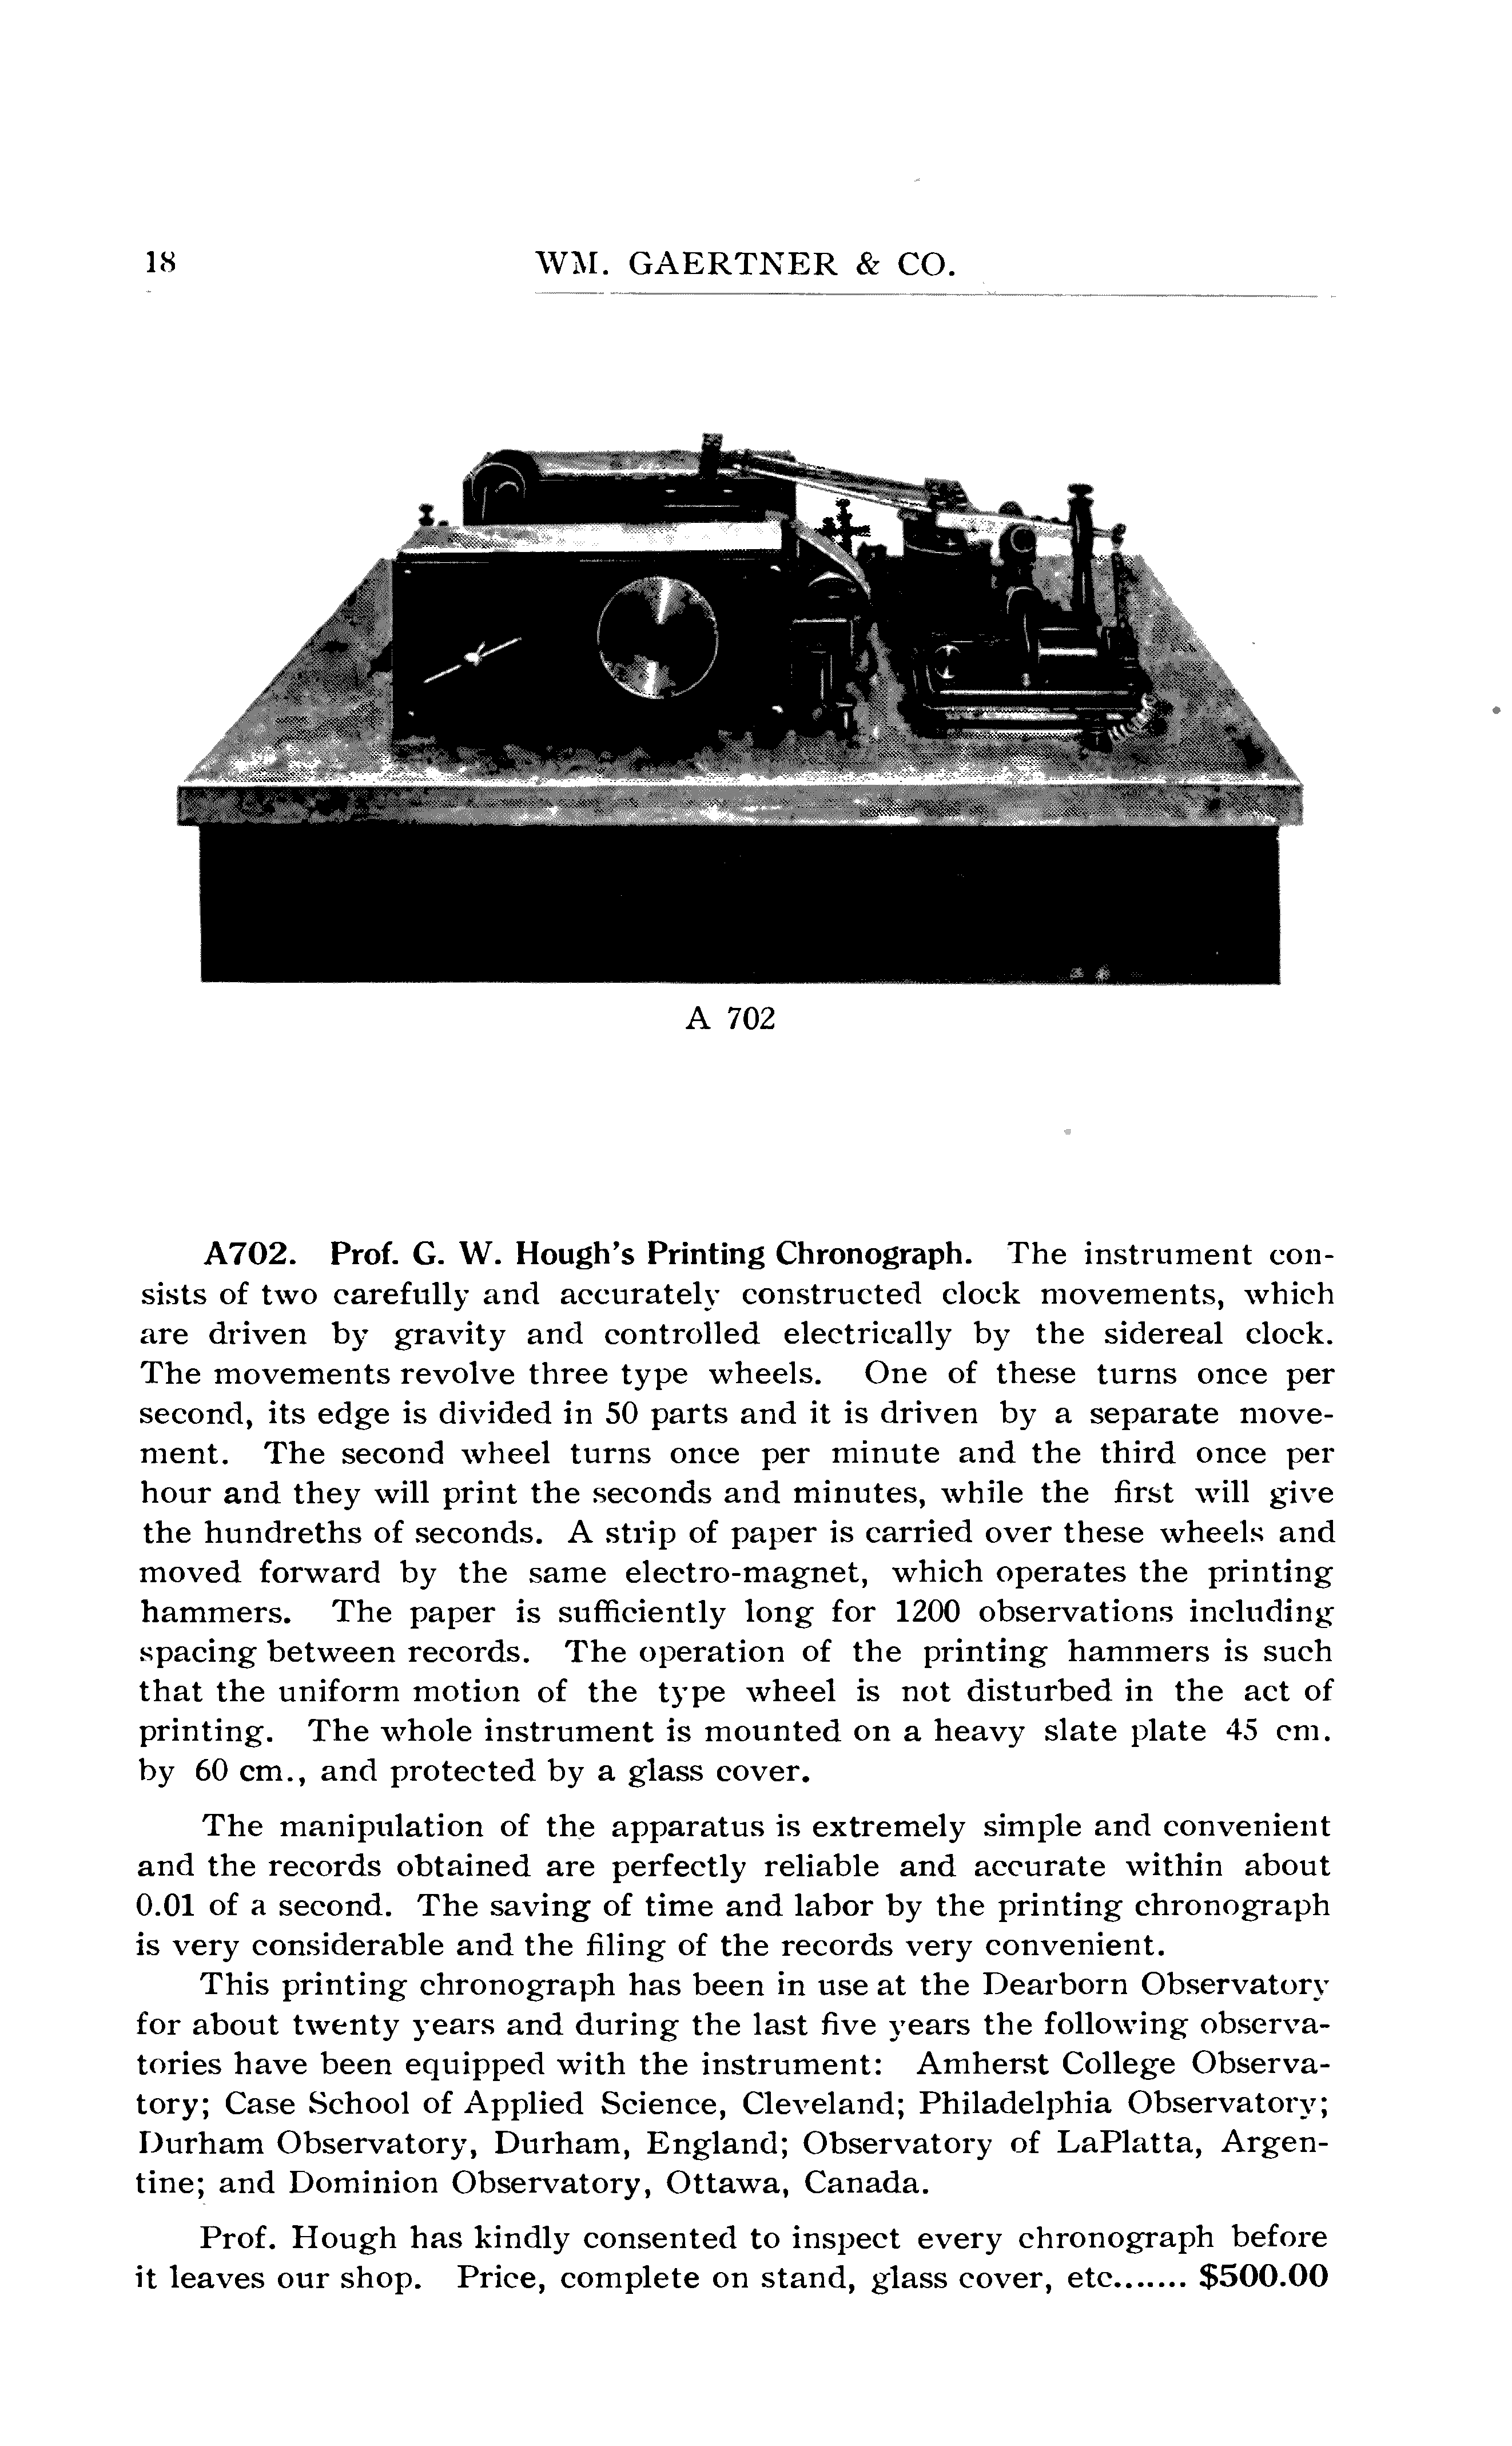 18
WM. GAERTNER & CO.
A 702
A702. Prof. G. W. Hough's Printing Chronograph. The instrument con-
sists of two carefully and accurately constructed clock movements, which
are driven by gravity and controlled electrically by the sidereal clock.
The movements revolve three type wheels. One of these turns once per
second, its edge is divided in 50 parts and it is driven by a separate move-
ment. The second wheel turns once per minute and the third once per
hour and they will print the seconds and minutes, while the first will give
the hundreths of seconds. A strip of paper is carried over these wheels and
moved forward by the same electro-magnet, which operates the printing
hammers. The paper is sufficiently long for 1200 observations including
spacing between records. The operation of the printing hammers is such
that the uniform motion of the type wheel is not disturbed in the act of
printing. The whole instrument is mounted on a heavy slate plate 45 cm.
by 60 cm., and protected by a glass cover.
The manipulation of the apparatus is extremely simple and convenient
and the records obtained are perfectly reliable and accurate within about
0.01 of a second. The saving of time and labor by the printing chronograph
is very considerable and the filing of the records very convenient.
This printing chronograph has been in use at the Dearborn Observatory
for about twenty years and during the last five years the following observa-
tories have been equipped with the instrument: Amherst College Observa-
tory; Case School of Applied Science, Cleveland; Philadelphia Observatory;
Durham Observatory, Durham, England; Observatory of LaPlatta, Argen-
tine; and Dominion Observatory, Ottawa, Canada.
Prof. Hough has kindly consented to inspect every chronograph before
it leaves our shop. Price, complete on stand, glass cover, etc....... $500.00